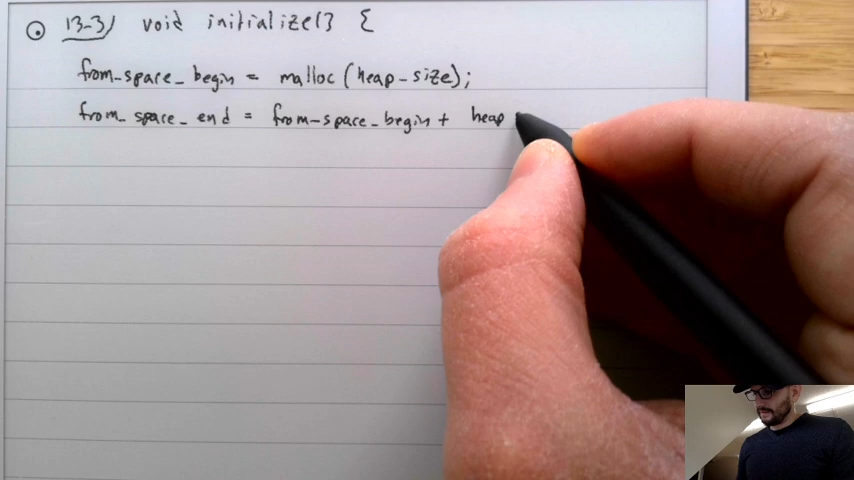 13-3) void initialize() {
from_space_begin = malloc (heap_size);
from_space_end = from_space_begin + heap